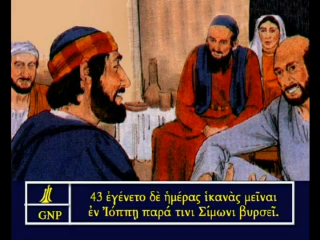 43 ἐγένετο δὲ ἡμέρας ἱκανὰς μεῖναι
ἐν Ἰόππῃ παρά τινι Σίμωνι βυρσεῖ.
GNP